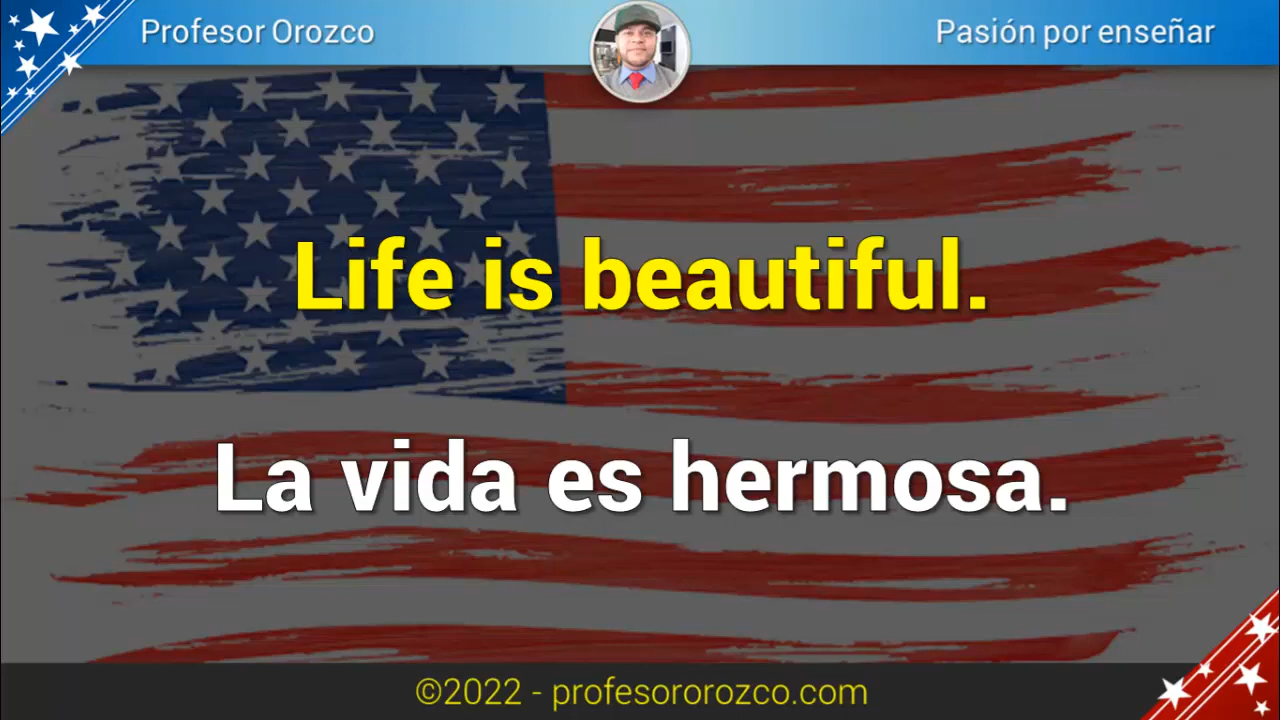 Profesor Orozco
Pasión por enseñar
Life is beautiful.
La vida es hermosa.
©2022 - profesororozco.com